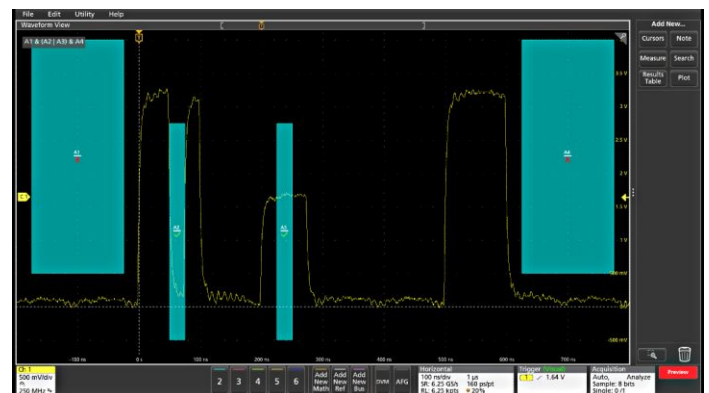 File Edit Utility Help
Waveform View
Add New...
A1 & (A2 | A3) & A4
Cursors Note
Measure Search
Results Table Plot
3.5 V
3 V
2.5 V
2 V
1 V
-500 mV
A1
A2
A3
A4
C1
-100 ns 0 s 100 ns 200 ns 300 ns 400 ns 500 ns 600 ns 700 ns
Ch 1
500 mV/div
250 MHz
2 3 4 5 6
Add New Math
Add New Ref
Add New Bus
DVM AFG
Horizontal
100 ns/div 1 µs
SR: 6.25 GS/s 160 ps/pt
RL: 6.25 kpts 20%
Trigger
1 1.64 V
Acquisition
Auto, Analyze
Sample: 8 bits
Single: 0 /1
Preview